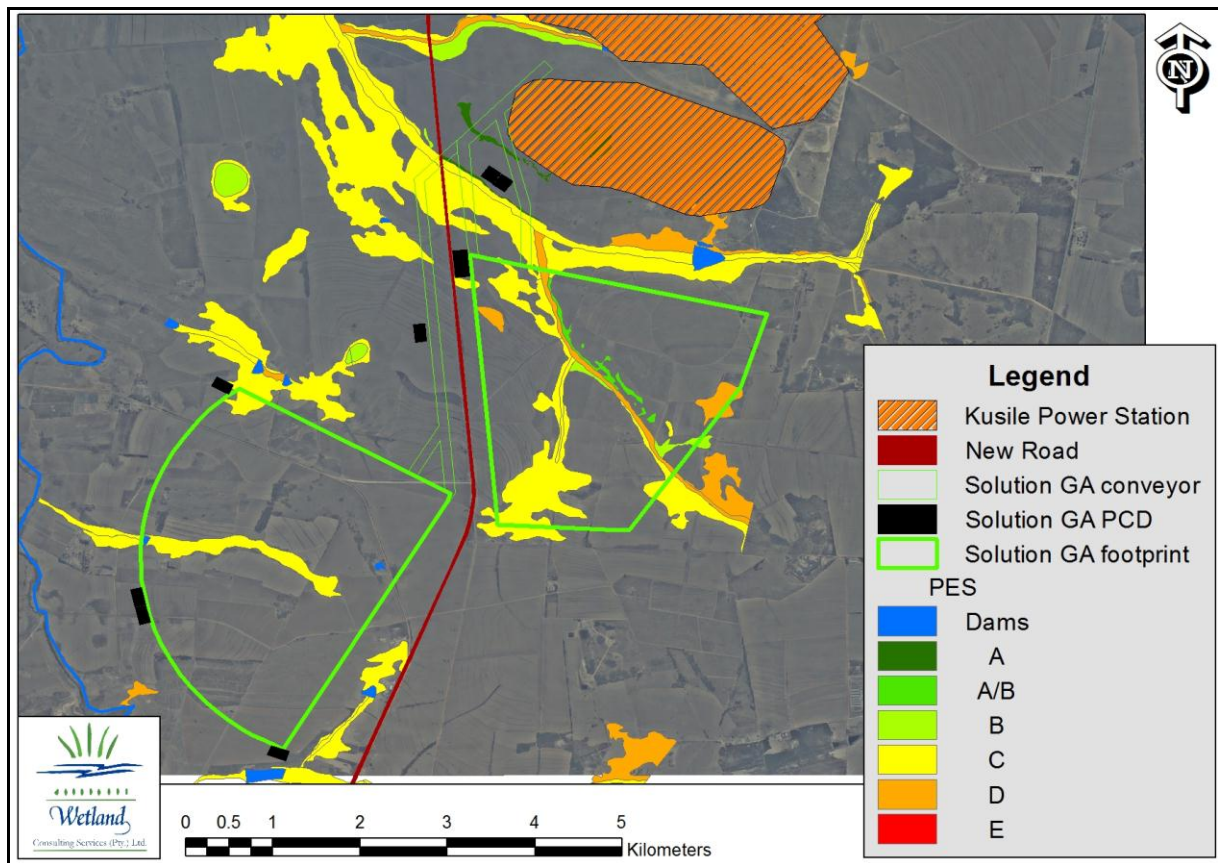 N
Legend
Kusile Power Station
New Road
Solution GA conveyor
Solution GA PCD
Solution GA footprint
PES
Dams
A
A/B
B
C
D
E
Wetland
Consulting Services (Pty.) Ltd.
0 0.5 1 2 3 4 5
Kilometers